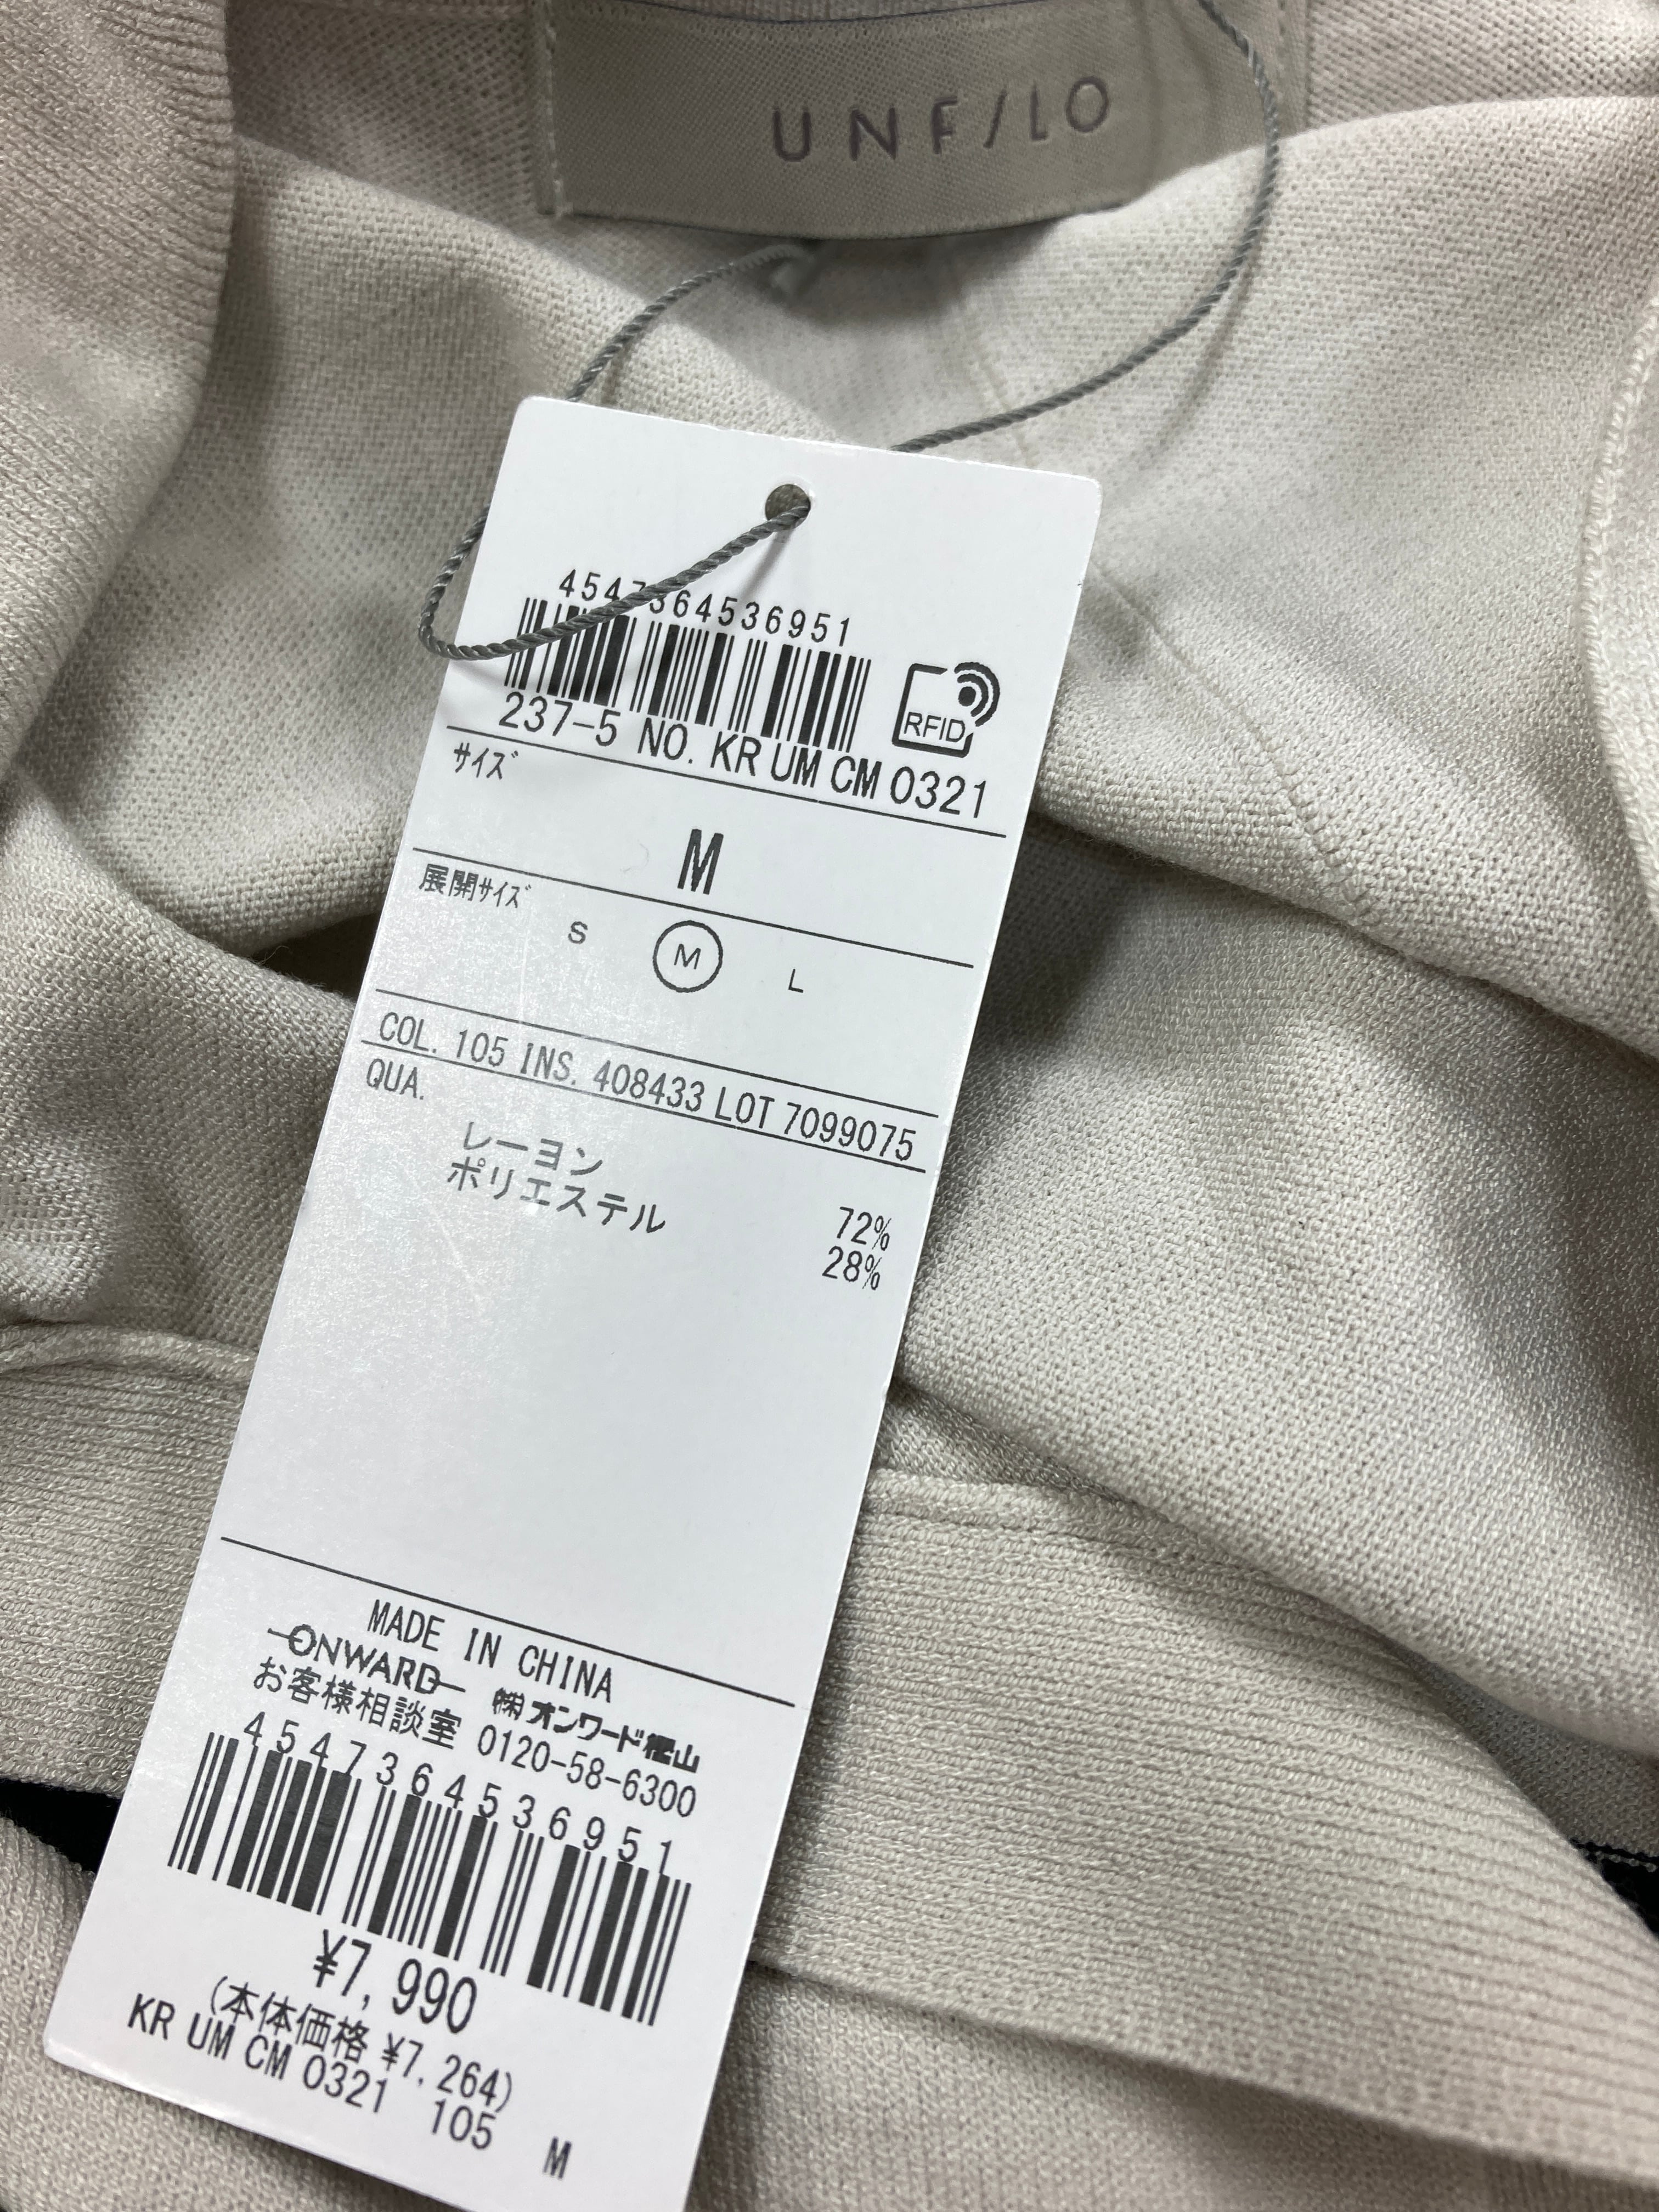 UNF/LO
4547364536951
RFID
237-5 NO. KR UM CM 0321
サイズ
M
展開サイズ
S M L
COL. 105 INS. 408433 LOT 7099075
QUA.
レーヨン 72%
ポリエステル 28%
MADE IN CHINA
ONWARD ㈱オンワード樫山
お客様相談室 0120-58-6300
4547364536951
¥7,990
(本体価格 ¥7,264)
KR UM CM 0321 105 M